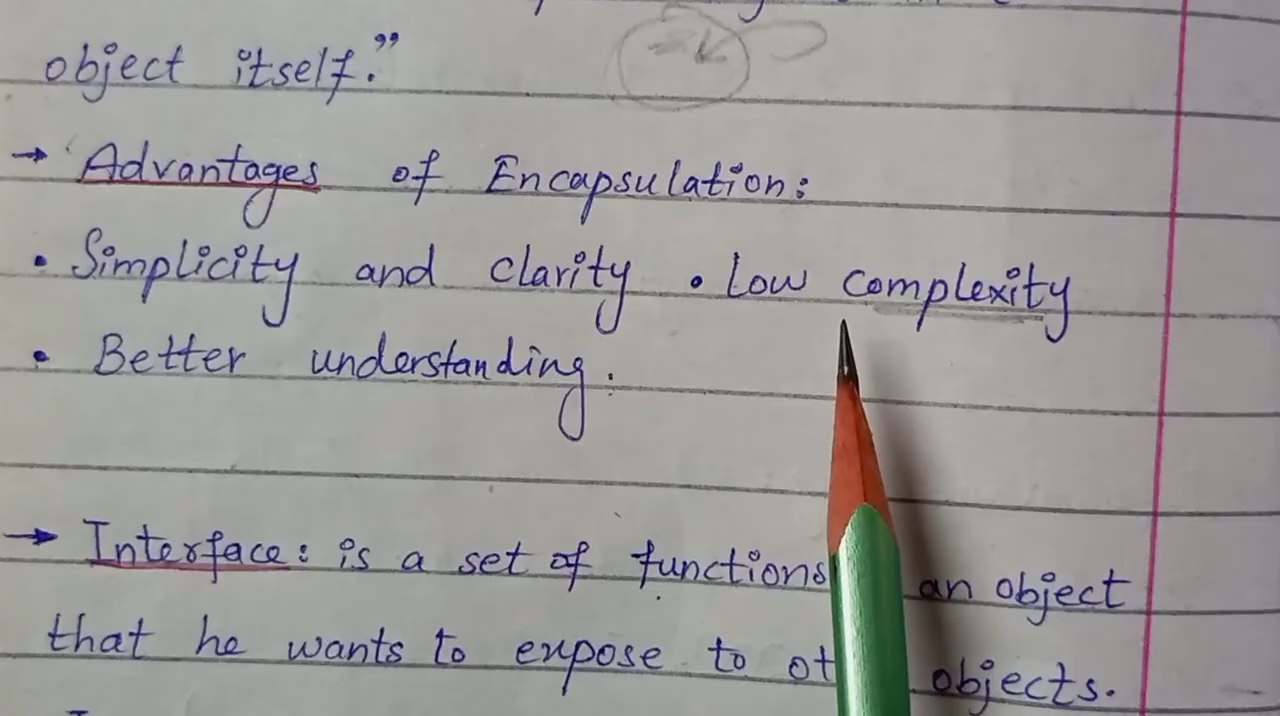 object itself.”
→ Advantages of Encapsulation:
• Simplicity and clarity • Low complexity
• Better understanding.
→ Interface: is a set of functions an object
that he wants to expose to objects.